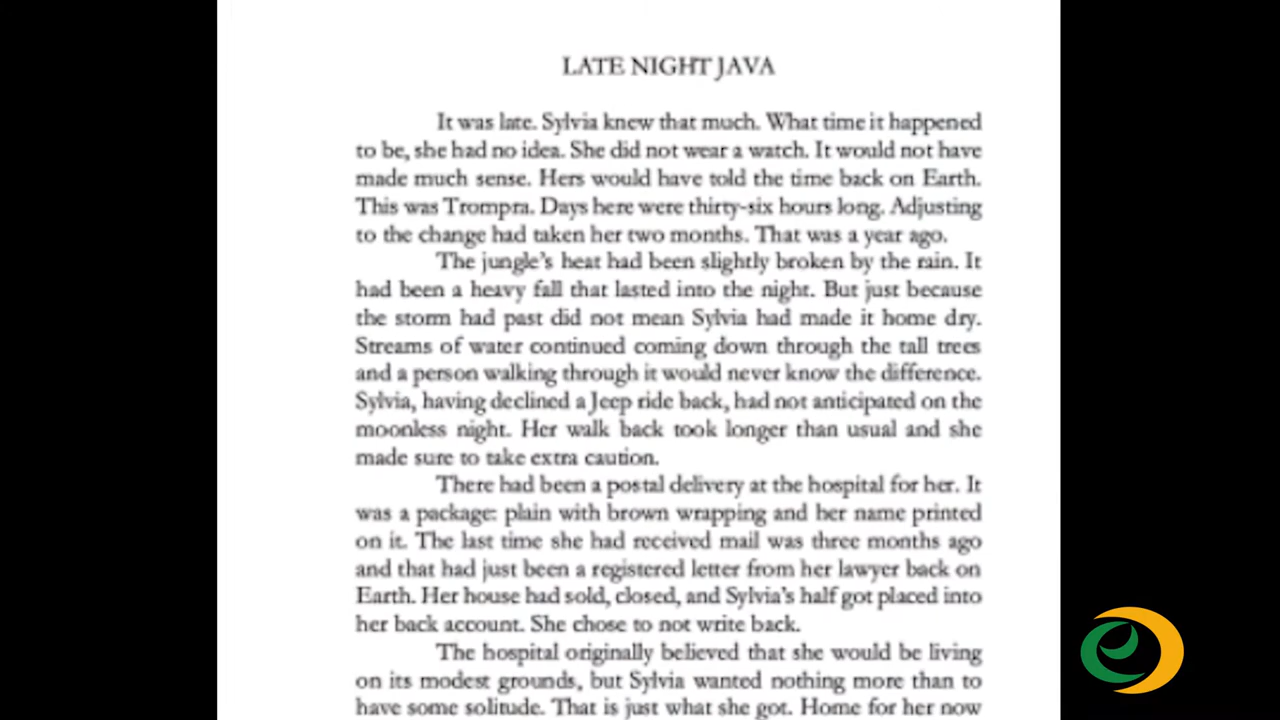 LATE NIGHT JAVA
It was late. Sylvia knew that much. What time it happened
to be, she had no idea. She did not wear a watch. It would not have
made much sense. Hers would have told the time back on Earth.
This was Trompra. Days here were thirty-six hours long. Adjusting
to the change had taken her two months. That was a year ago.
The jungle's heat had been slightly broken by the rain. It
had been a heavy fall that lasted into the night. But just because
the storm had past did not mean Sylvia had made it home dry.
Streams of water continued coming down through the tall trees
and a person walking through it would never know the difference.
Sylvia, having declined a Jeep ride back, had not anticipated on the
moonless night. Her walk back took longer than usual and she
made sure to take extra caution.
There had been a postal delivery at the hospital for her. It
was a package: plain with brown wrapping and her name printed
on it. The last time she had received mail was three months ago
and that had just been a registered letter from her lawyer back on
Earth. Her house had sold, closed, and Sylvia's half got placed into
her back account. She chose to not write back.
The hospital originally believed that she would be living
on its modest grounds, but Sylvia wanted nothing more than to
have some solitude. That is just what she got. Home for her now